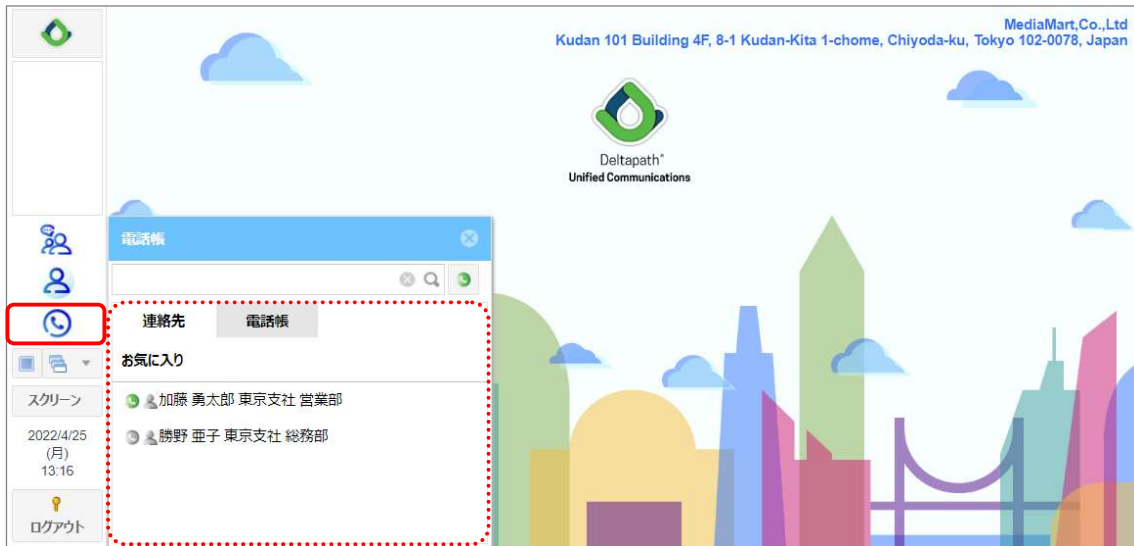 MediaMart,Co.,Ltd
Kudan 101 Building 4F, 8-1 Kudan-Kita 1-chome, Chiyoda-ku, Tokyo 102-0078, Japan
Deltapath
Unified Communications
電話帳
連絡先
電話帳
お気に入り
加藤 勇太郎 東京支社 営業部
勝野 亜子 東京支社 総務部
スクリーン
2022/4/25
(月)
13:16
ログアウト